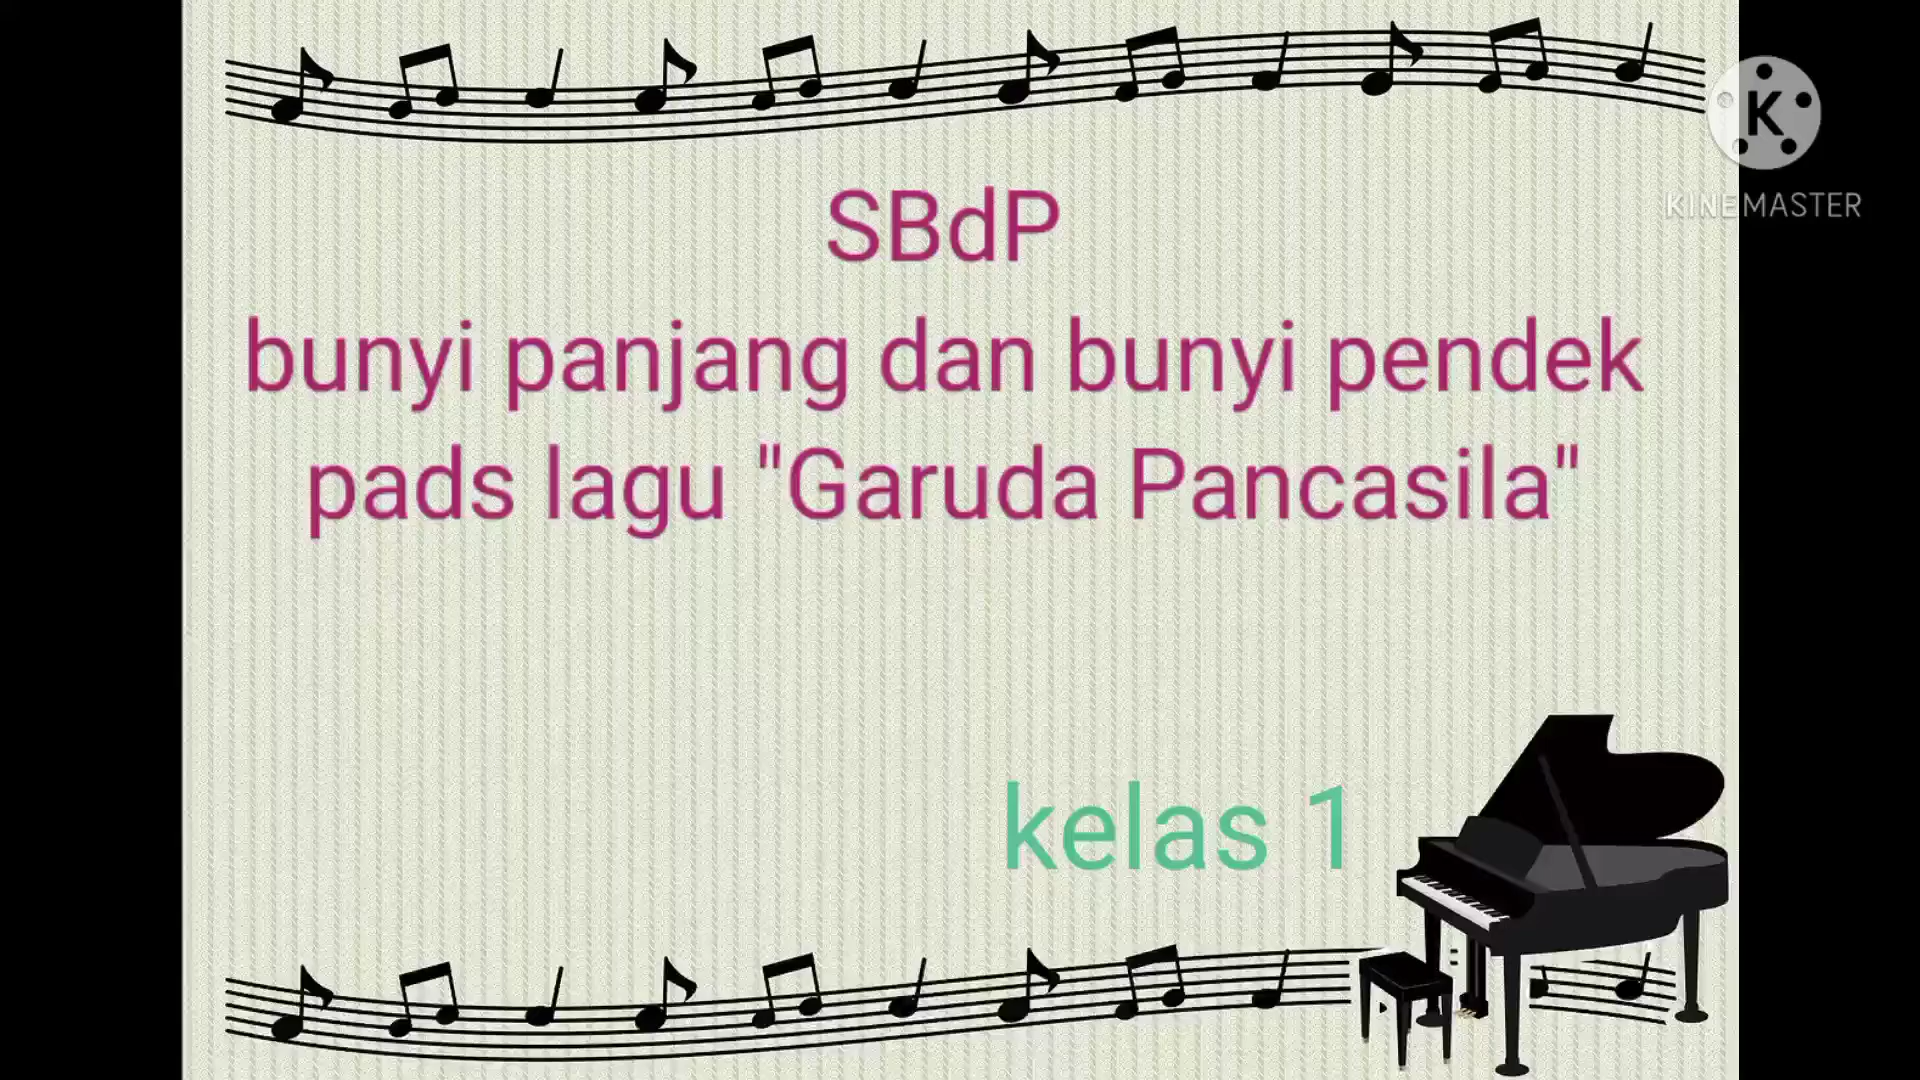 K
KINEMASTER
SBdP
bunyi panjang dan bunyi pendek
pads lagu "Garuda Pancasila"
kelas 1